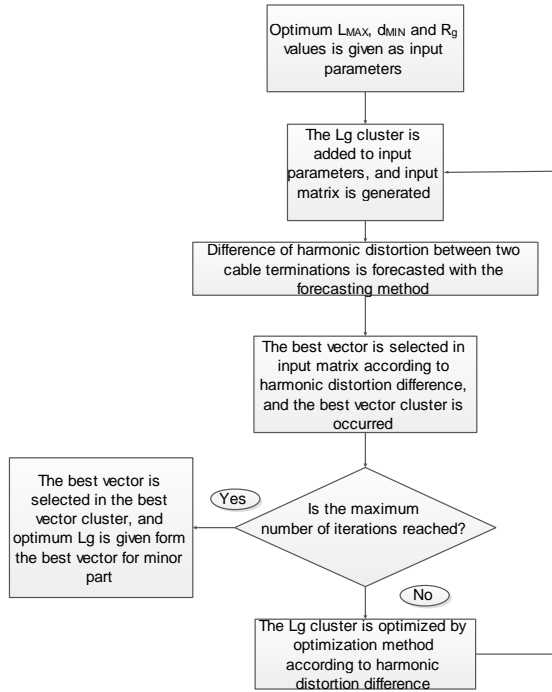 Optimum LMAX, dMIN and Rg
values is given as input
parameters
The Lg cluster is
added to input
parameters, and input
matrix is generated
Difference of harmonic distortion between two
cable terminations is forecasted with the
forecasting method
The best vector is selected in
input matrix according to
harmonic distortion difference,
and the best vector cluster is
occurred
The best vector is
selected in the best
vector cluster, and
optimum Lg is given form
the best vector for minor
part
Yes
Is the maximum
number of iterations reached?
No
The Lg cluster is optimized by
optimization method
according to harmonic
distortion difference